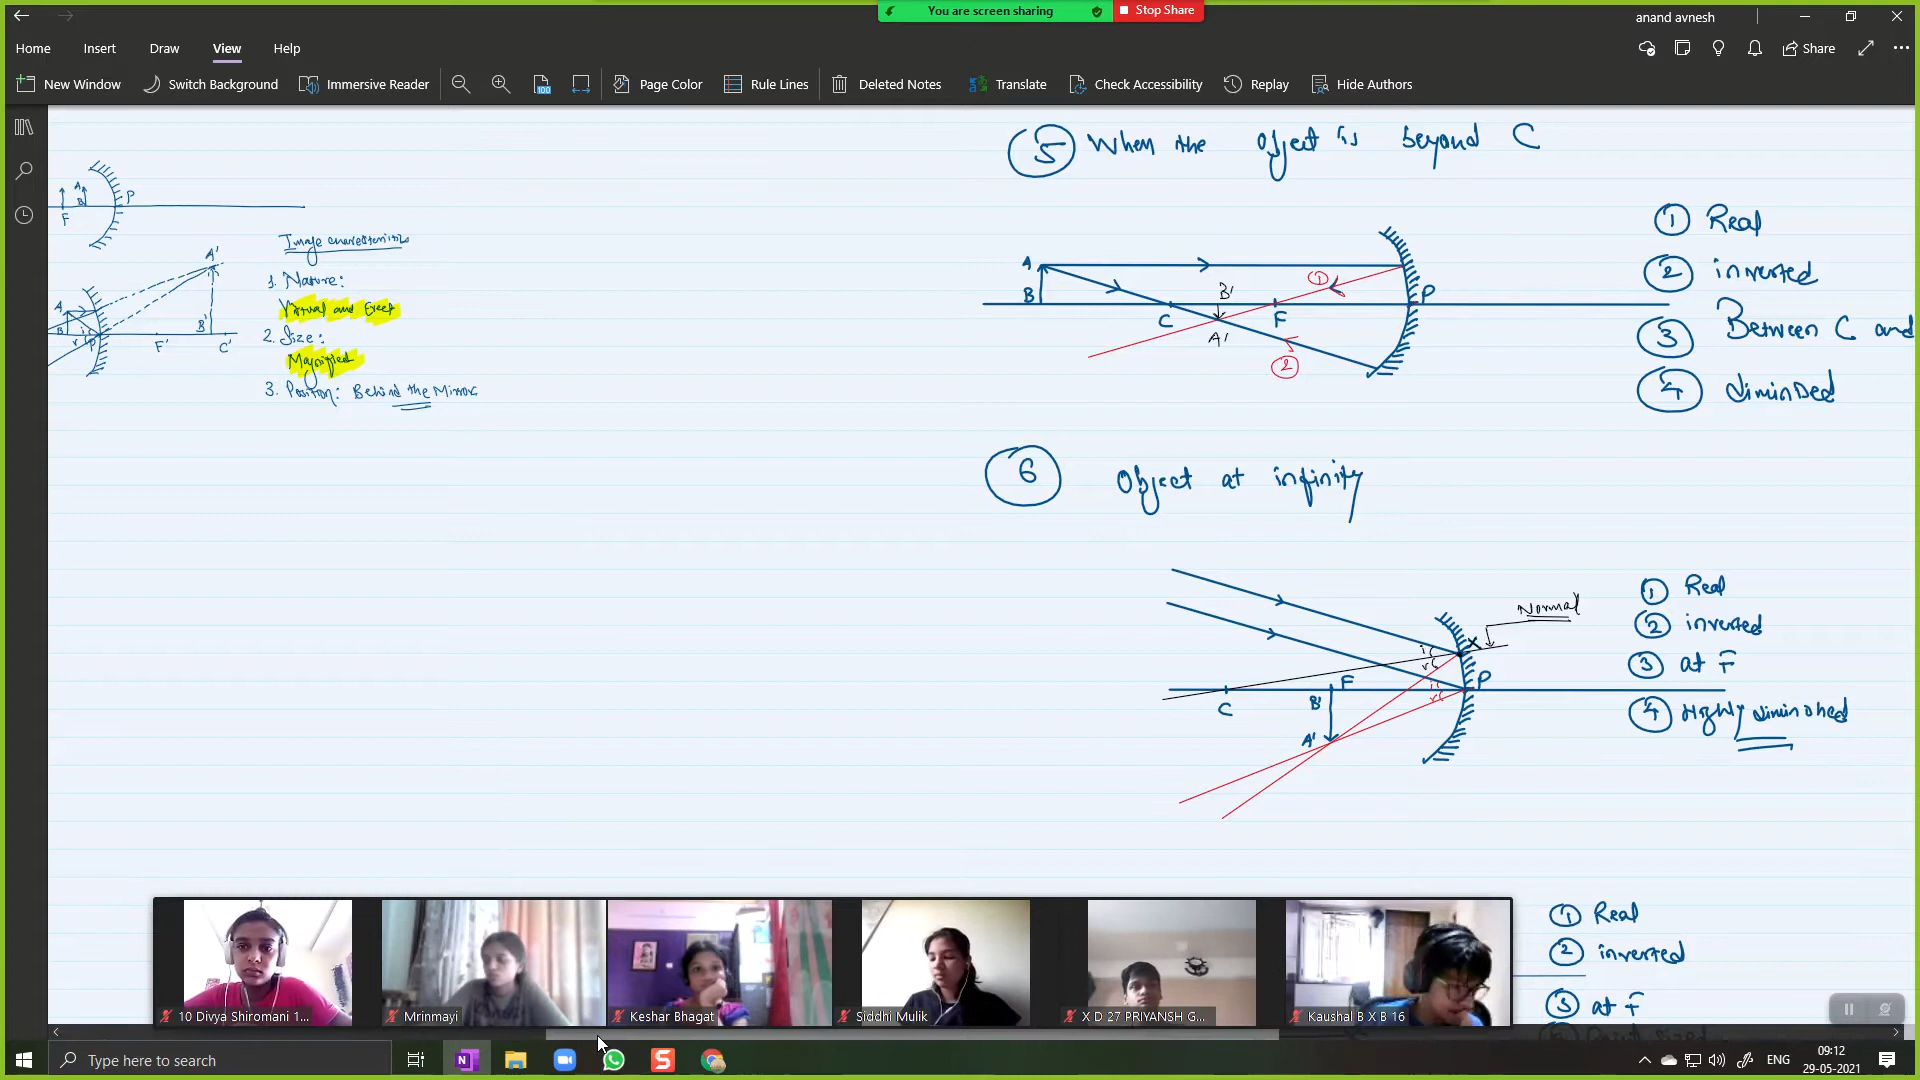 You are screen sharing
Stop Share
anand avnesh
Home Insert Draw View Help
Share
New Window Switch Background Immersive Reader 100 Page Color Rule Lines Deleted Notes Translate Check Accessibility Replay Hide Authors
5 When the object is beyond C
A B P
F
Image characteristics
1. Nature:
Virtual and Erect
2. Size:
Magnified
3. Position: Behind the Mirror
A'
A
B i r P F' B' C'
1 Real
2 inverted
3 Between C and
4 diminised
A
B C B' F P
A'
1
2
6 Object at infinity
Normal
X
i r
i r
C F P
B'
A'
1 Real
2 inverted
3 at F
4 Highly diminished
1 Real
2 inverted
3 at F
10 Divya Shiromani 1...
Mrinmayi
Keshar Bhagat
Siddhi Mulik
X D 27 PRIYANSH G...
Kaushal B X B 16
Type here to search
N
S
ENG
09:12
29-05-2021